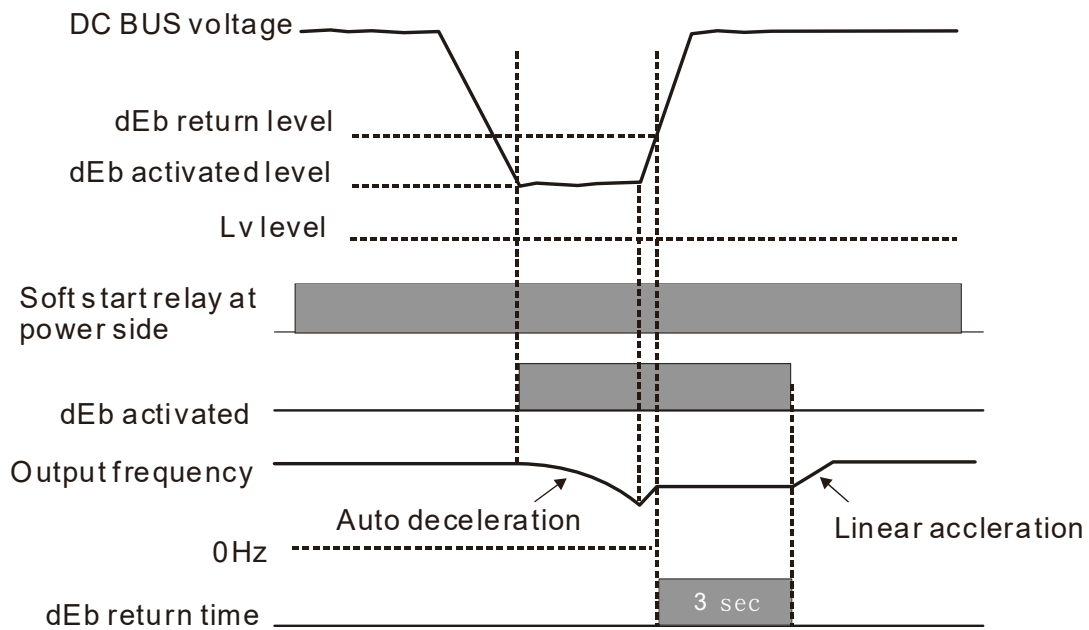 DC BUS voltage
dEb return level
dEb activated level
Lv level
Soft start relay at
power side
dEb activated
Output frequency
Auto deceleration
Linear accleration
0Hz
3 sec
dEb return time